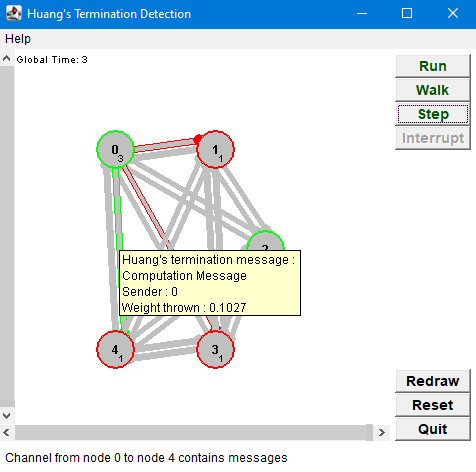 Huang's Termination Detection
Help
Global Time: 3
Run
Walk
Step
Interrupt
0
3
1
1
2
Huang's termination message :
Computation Message
Sender : 0
Weight thrown : 0.1027
4
1
3
1
Redraw
Reset
Quit
Channel from node 0 to node 4 contains messages